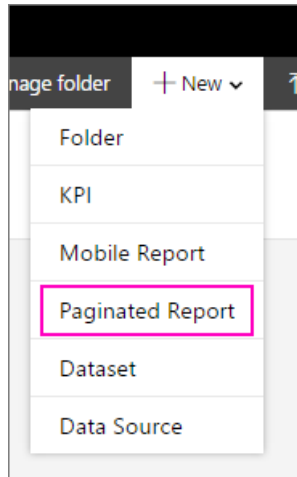 nage folder + New
Folder
KPI
Mobile Report
Paginated Report
Dataset
Data Source